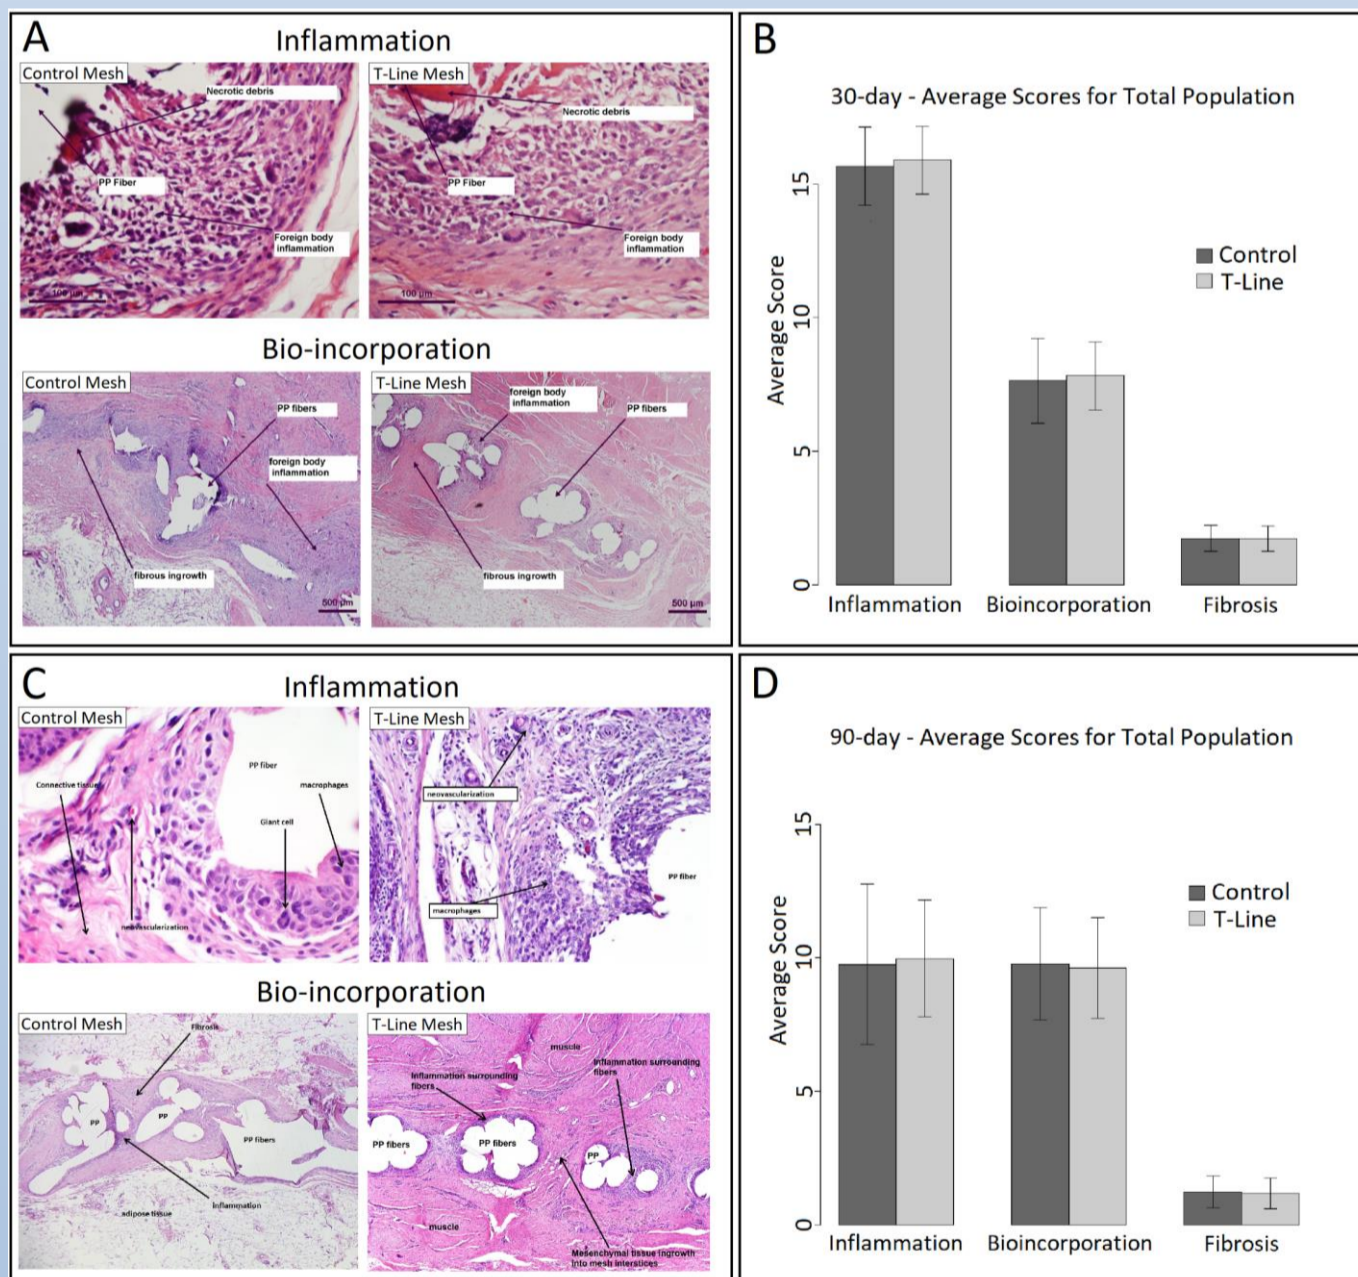 A
Inflammation
Control Mesh
Necrotic debris
PP Fiber
Foreign body
inflammation
100 µm
T-Line Mesh
Necrotic debris
PP Fiber
Foreign body
inflammation
100 µm
Bio-incorporation
Control Mesh
PP fibers
foreign body
inflammation
fibrous ingrowth
500 µm
T-Line Mesh
foreign body
inflammation
PP fibers
fibrous ingrowth
500 µm
B
30-day - Average Scores for Total Population
Average Score
15
10
5
0
Control
T-Line
Inflammation
Bioincorporation
Fibrosis
C
Inflammation
Control Mesh
PP fiber
Connective tissue
macrophages
Giant cell
neovascularization
T-Line Mesh
neovascularization
PP fiber
macrophages
Bio-incorporation
Control Mesh
Fibrosis
PP
PP
PP fibers
inflammation
adipose tissue
T-Line Mesh
muscle
Inflammation surrounding
fibers
Inflammation surrounding
fibers
PP fibers
PP fibers
PP
muscle
Mesenchymal tissue ingrowth
into mesh interstices
D
90-day - Average Scores for Total Population
Average Score
15
10
5
0
Control
T-Line
Inflammation
Bioincorporation
Fibrosis